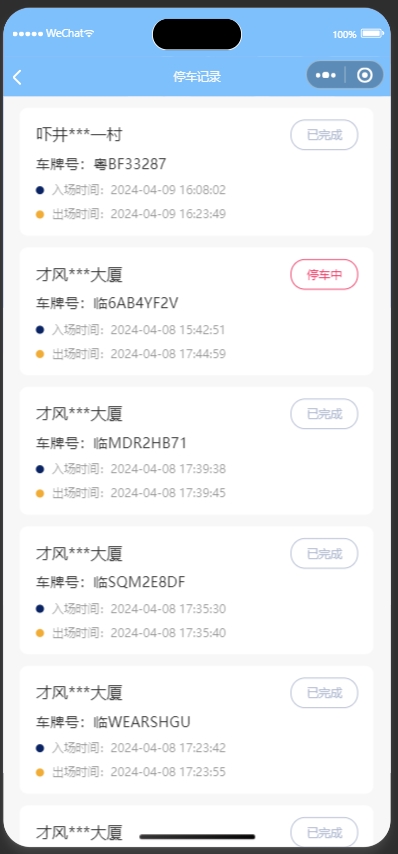 WeChat
100%
停车记录
吓井***一村
已完成
车牌号：粤BF33287
入场时间：2024-04-09 16:08:02
出场时间：2024-04-09 16:23:49
才风***大厦
停车中
车牌号：临6AB4YF2V
入场时间：2024-04-08 15:42:51
出场时间：2024-04-08 17:44:59
才风***大厦
已完成
车牌号：临MDR2HB71
入场时间：2024-04-08 17:39:38
出场时间：2024-04-08 17:39:45
才风***大厦
已完成
车牌号：临SQM2E8DF
入场时间：2024-04-08 17:35:30
出场时间：2024-04-08 17:35:40
才风***大厦
已完成
车牌号：临WEARSHGU
入场时间：2024-04-08 17:23:42
出场时间：2024-04-08 17:23:55
才风***大厦
已完成